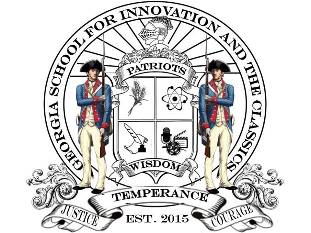 GEORGIA SCHOOL FOR INNOVATION AND THE CLASSICS
PATRIOTS
WISDOM
TEMPERANCE
JUSTICE
EST. 2015
COURAGE